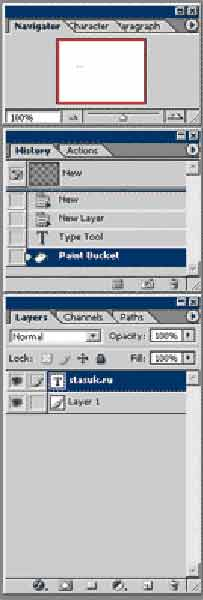 Navigator Character Paragraph
100%
History Actions
New
New
New Layer
Type Tool
Paint Bucket
Layers Channels Paths
Normal Opacity: 100%
Lock: Fill: 100%
T stasuk.ru
Layer 1